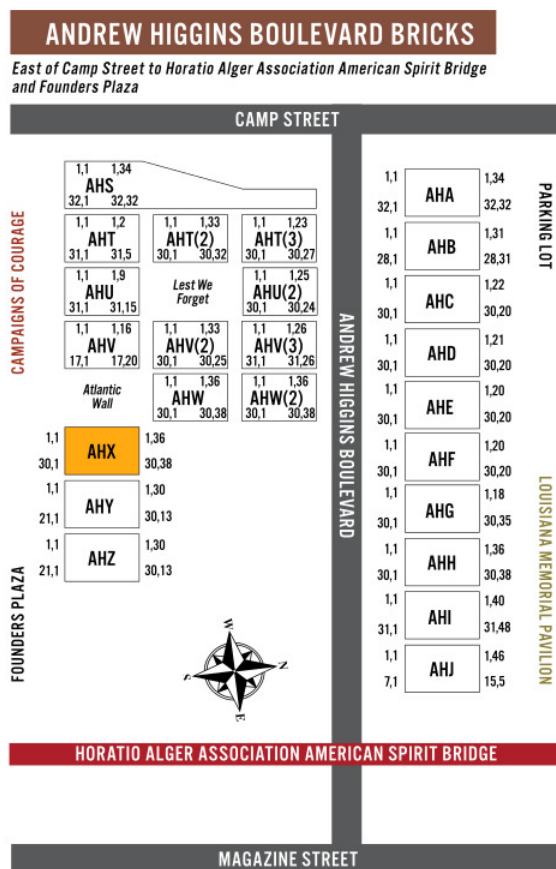 ANDREW HIGGINS BOULEVARD BRICKS
East of Camp Street to Horatio Alger Association American Spirit Bridge
and Founders Plaza
CAMP STREET
1,1 1,34
AHS
32,1 32,32
1,1 1,2
AHT
31,1 31,5
1,1 1,33
AHT(2)
30,1 30,32
1,1 1,23
AHT(3)
30,1 30,27
1,1 1,9
AHU
31,1 31,15
Lest We
Forget
1,1 1,25
AHU(2)
30,1 30,24
1,1 1,16
AHV
17,1 17,20
1,1 1,33
AHV(2)
30,1 30,25
1,1 1,26
AHV(3)
31,1 31,26
Atlantic
Wall
1,1 1,36
AHW
30,1 30,38
1,1 1,36
AHW(2)
30,1 30,38
1,1 1,36
AHX
30,1 30,38
1,1 1,30
AHY
21,1 30,13
1,1 1,30
AHZ
21,1 30,13
CAMPAIGNS OF COURAGE
FOUNDERS PLAZA
ANDREW HIGGINS BOULEVARD
1,1 1,34
AHA
32,1 32,32
1,1 1,31
AHB
28,1 28,31
1,1 1,22
AHC
30,1 30,20
1,1 1,21
AHD
30,1 30,20
1,1 1,20
AHE
30,1 30,20
1,1 1,20
AHF
30,1 30,20
1,1 1,18
AHG
30,1 30,35
1,1 1,36
AHH
30,1 30,38
1,1 1,40
AHI
31,1 31,48
1,1 1,46
AHJ
7,1 15,5
PARKING LOT
LOUISIANA MEMORIAL PAVILION
W
N
S
E
HORATIO ALGER ASSOCIATION AMERICAN SPIRIT BRIDGE
MAGAZINE STREET